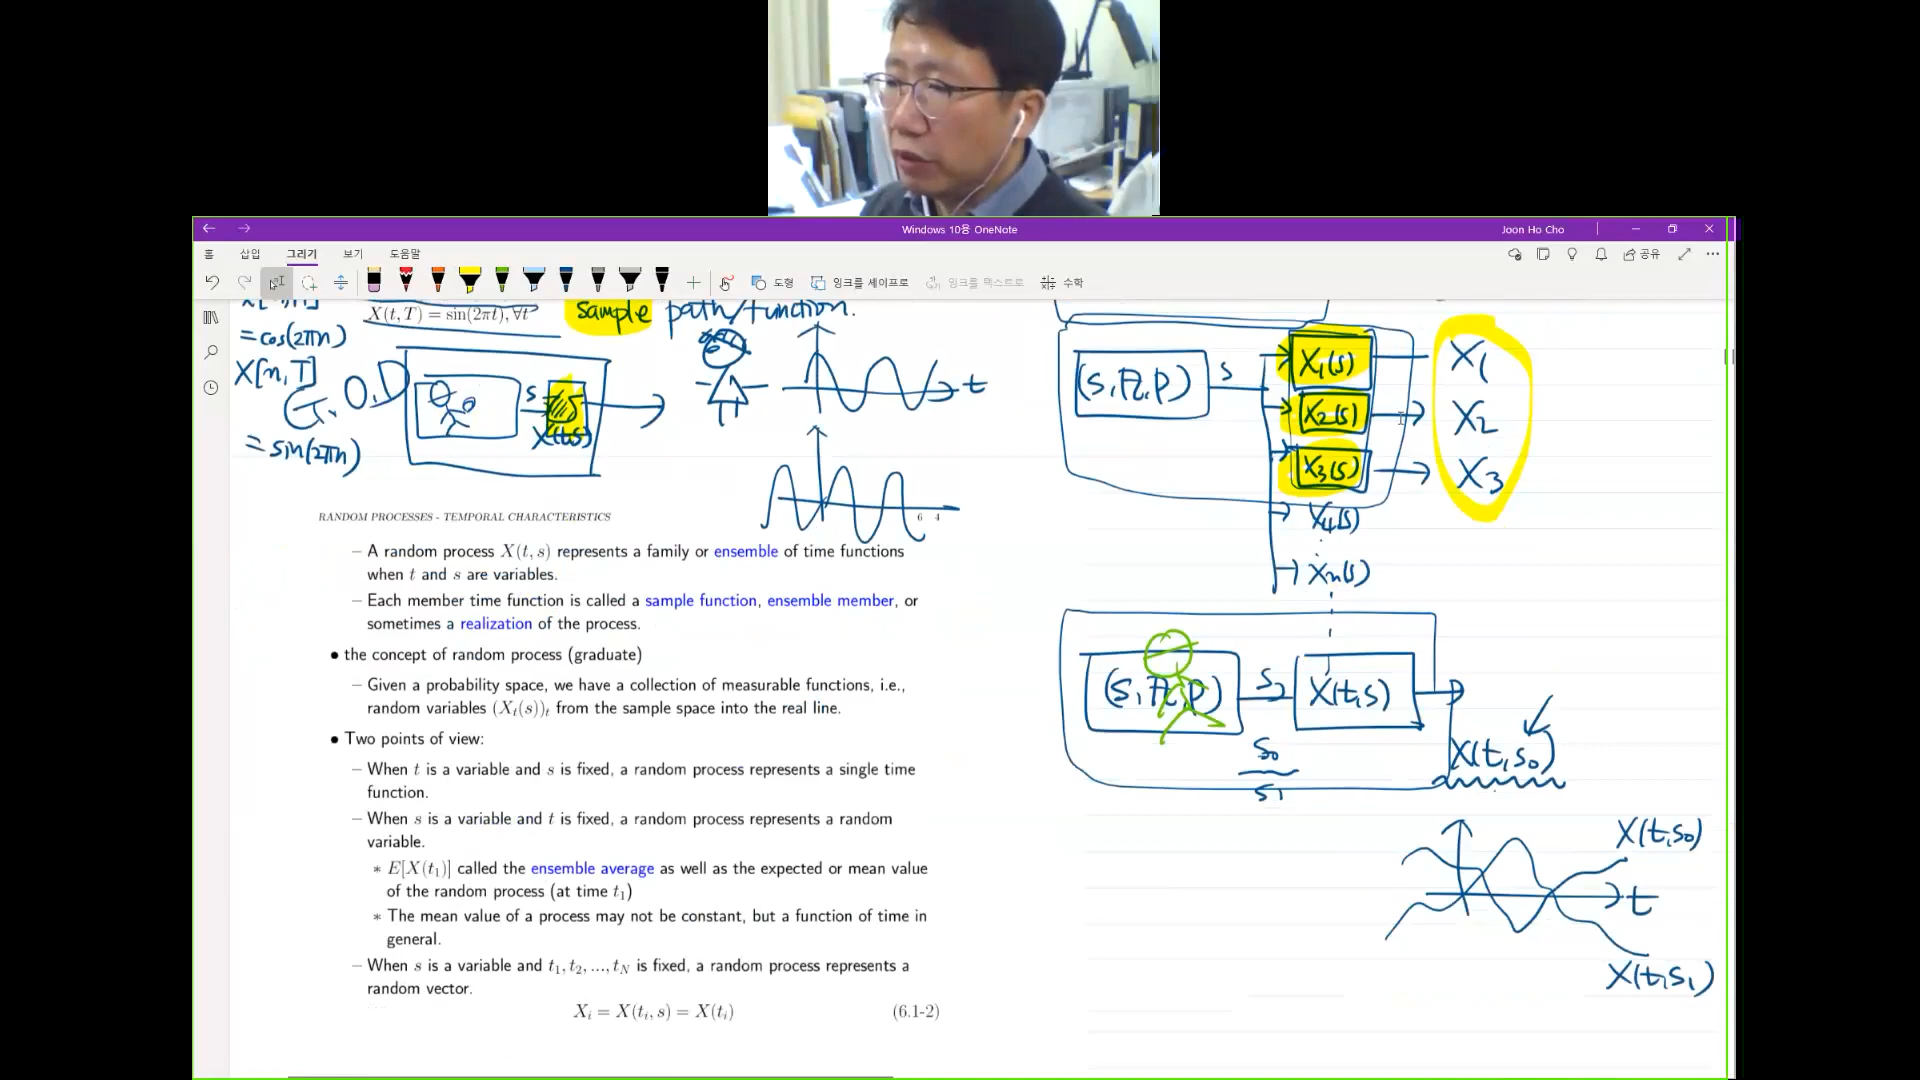 Windows 10용 OneNote
Joon Ho Cho
홈 삽입 그리기 보기 도움말
공유
도형 잉크를 셰이프로 잉크를 텍스트로 수학
X(t, T) = sin(2πt), ∀t
sample path/function.
= cos(2πn)
X[n,T]
= sin(2πn)
G.O.D
s
X(t,s)
t
RANDOM PROCESSES - TEMPORAL CHARACTERISTICS
6 4
– A random process X(t, s) represents a family or ensemble of time functions
when t and s are variables.
– Each member time function is called a sample function, ensemble member, or
sometimes a realization of the process.
• the concept of random process (graduate)
– Given a probability space, we have a collection of measurable functions, i.e.,
random variables (Xₜ(s))ₜ from the sample space into the real line.
• Two points of view:
– When t is a variable and s is fixed, a random process represents a single time
function.
– When s is a variable and t is fixed, a random process represents a random
variable.
∗ E[X(t₁)] called the ensemble average as well as the expected or mean value
of the random process (at time t₁)
∗ The mean value of a process may not be constant, but a function of time in
general.
– When s is a variable and t₁, t₂, ..., t_N is fixed, a random process represents a
random vector.
Xᵢ = X(tᵢ, s) = X(tᵢ) (6.1-2)
(S, F, P) s X₁(s) X₁
X₂(s) X₂
X₃(s) X₃
X₄(s)
Xₙ(s)
(S, F, P) s₂ X(t,s)
s₀
s₁
X(t,s₀)
X(t,s₀)
t
X(t,s₁)